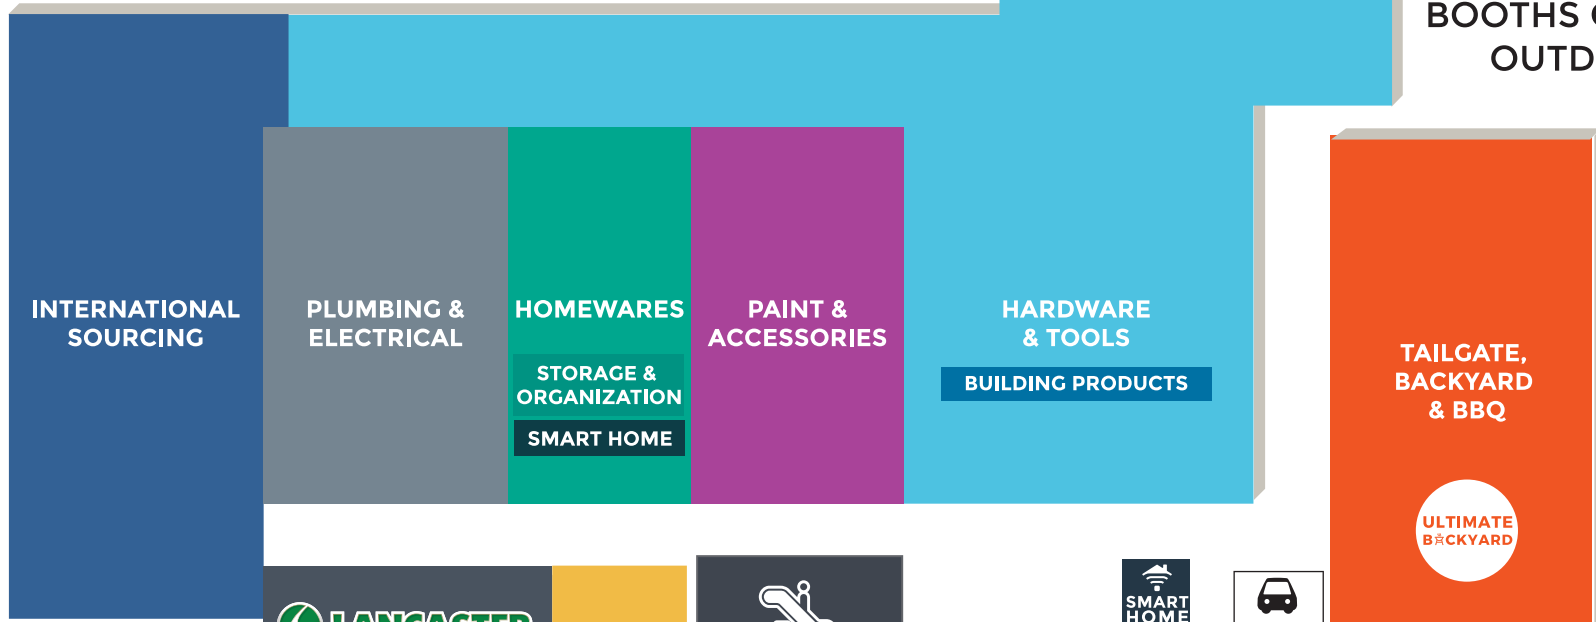 BOOTHS
OUTD
INTERNATIONAL
SOURCING
PLUMBING &
ELECTRICAL
HOMEWARES
STORAGE &
ORGANIZATION
SMART HOME
PAINT &
ACCESSORIES
HARDWARE
& TOOLS
BUILDING PRODUCTS
TAILGATE,
BACKYARD
& BBQ
ULTIMATE
BACKYARD
LANCASTER
SMART
HOME